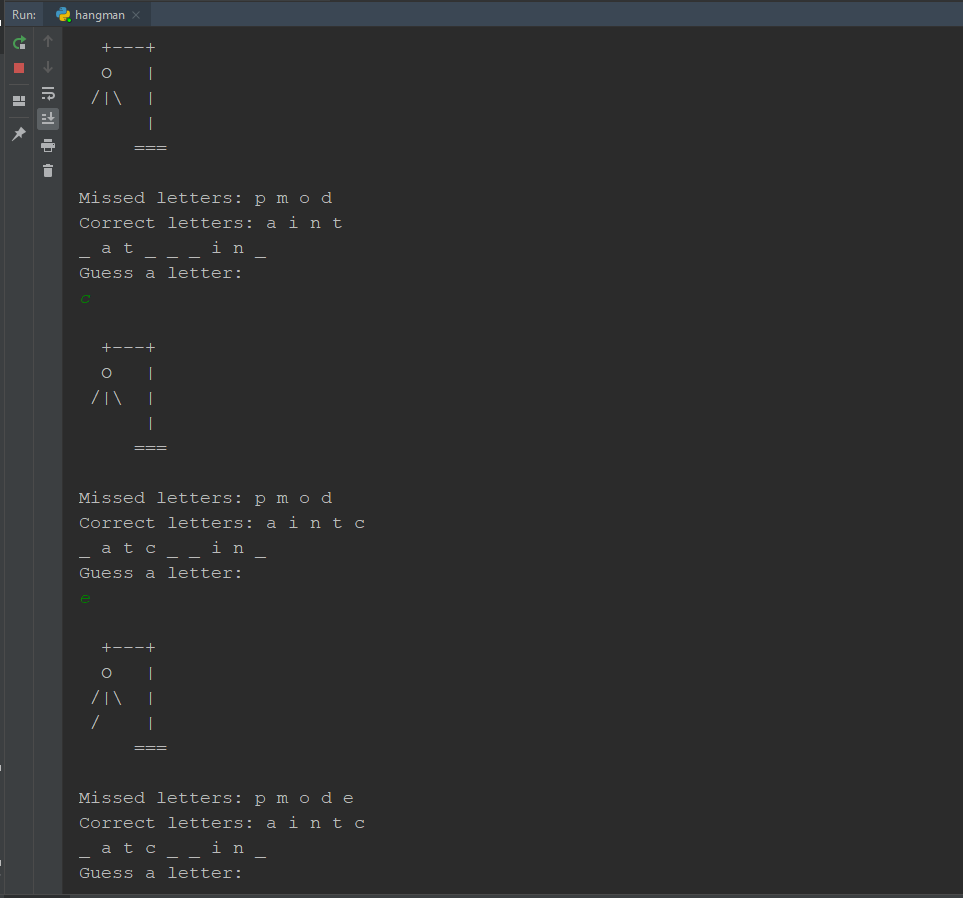 Run: hangman
+---+
O   |
/|\  |
|
===
Missed letters: p m o d
Correct letters: a i n t
_ a t _ _ _ i n _
Guess a letter:
c
+---+
O   |
/|\  |
|
===
Missed letters: p m o d
Correct letters: a i n t c
_ a t c _ _ i n _
Guess a letter:
e
+---+
O   |
/|\  |
/    |
===
Missed letters: p m o d e
Correct letters: a i n t c
_ a t c _ _ i n _
Guess a letter: